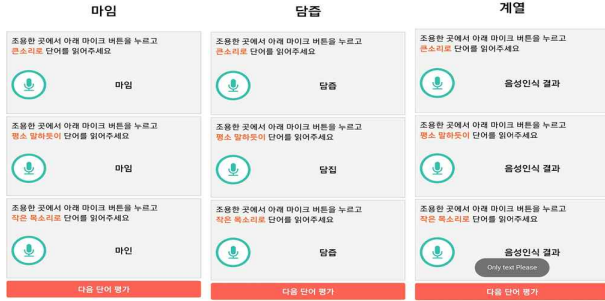 마임
조용한 곳에서 아래 마이크 버튼을 누르고
큰소리로 단어를 읽어주세요
마임
조용한 곳에서 아래 마이크 버튼을 누르고
평소 말하듯이 단어를 읽어주세요
마임
조용한 곳에서 아래 마이크 버튼을 누르고
작은 목소리로 단어를 읽어주세요
마인
다음 단어 평가
담즙
조용한 곳에서 아래 마이크 버튼을 누르고
큰소리로 단어를 읽어주세요
담즙
조용한 곳에서 아래 마이크 버튼을 누르고
평소 말하듯이 단어를 읽어주세요
담집
조용한 곳에서 아래 마이크 버튼을 누르고
작은 목소리로 단어를 읽어주세요
담즙
다음 단어 평가
계열
조용한 곳에서 아래 마이크 버튼을 누르고
큰소리로 단어를 읽어주세요
음성인식 결과
조용한 곳에서 아래 마이크 버튼을 누르고
평소 말하듯이 단어를 읽어주세요
음성인식 결과
조용한 곳에서 아래 마이크 버튼을 누르고
작은 목소리로 단어를 읽어주세요
음성인식 결과
Only text Please
다음 단어 평가